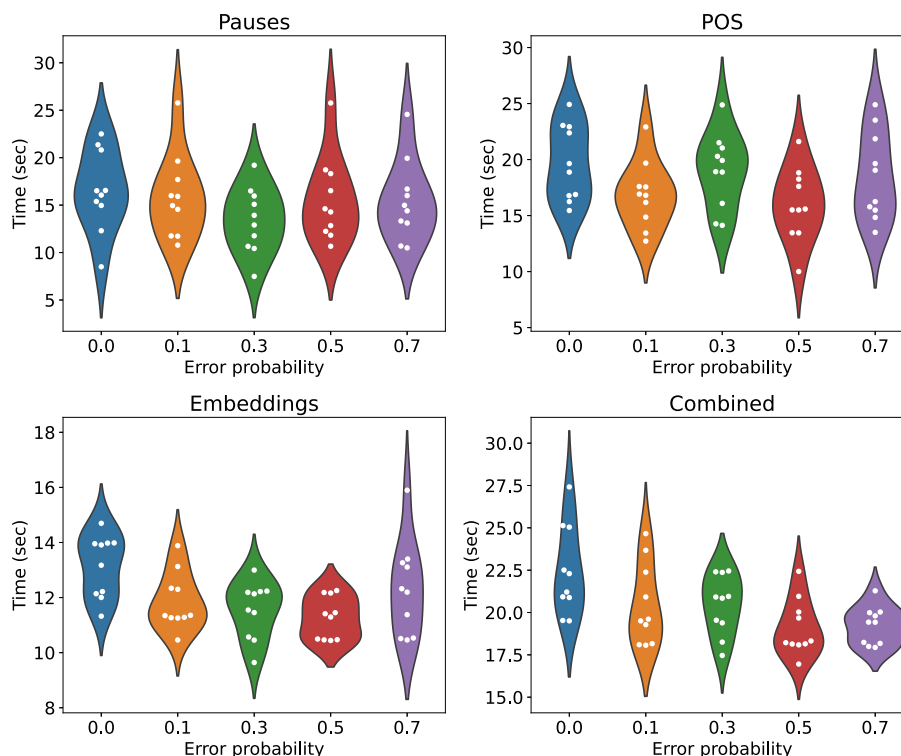 Pauses
Time (sec)
30
25
20
15
10
5
0.0 0.1 0.3 0.5 0.7
Error probability
POS
Time (sec)
30
25
20
15
10
5
0.0 0.1 0.3 0.5 0.7
Error probability
Embeddings
Time (sec)
18
16
14
12
10
8
0.0 0.1 0.3 0.5 0.7
Error probability
Combined
Time (sec)
30.0
27.5
25.0
22.5
20.0
17.5
15.0
0.0 0.1 0.3 0.5 0.7
Error probability